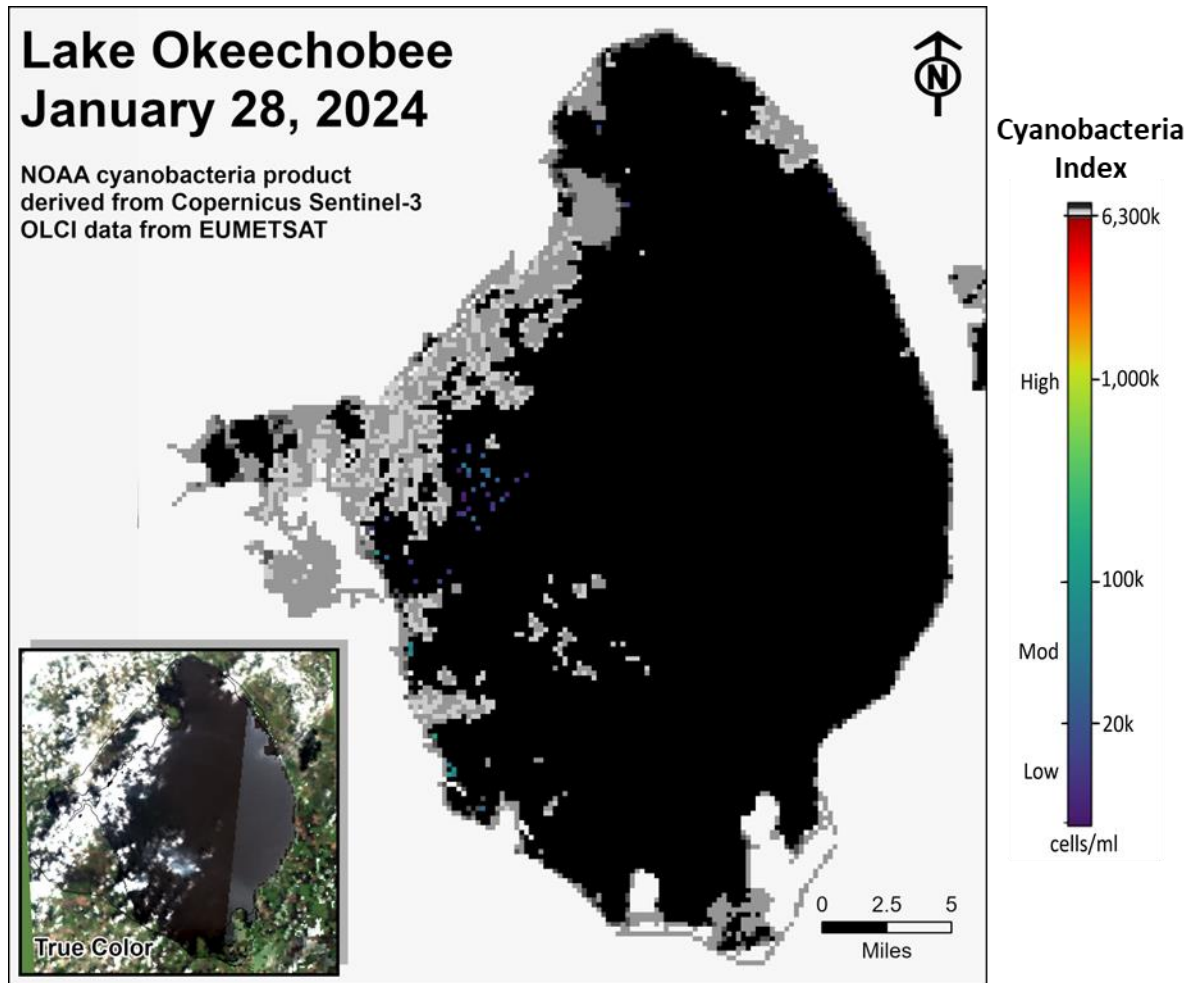 Lake Okeechobee
January 28, 2024
NOAA cyanobacteria product
derived from Copernicus Sentinel-3
OLCI data from EUMETSAT
N
Cyanobacteria
Index
6,300k
High
1,000k
100k
Mod
20k
Low
cells/ml
0 2.5 5
Miles
True Color